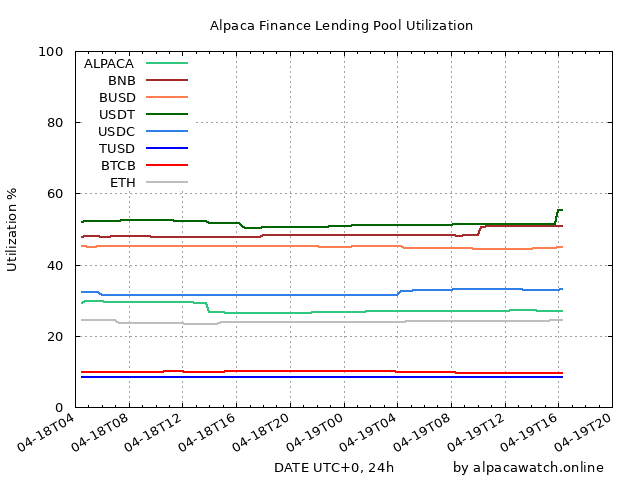 Alpaca Finance Lending Pool Utilization
100
80
60
40
20
0
Utilization %
ALPACA
BNB
BUSD
USDT
USDC
TUSD
BTCB
ETH
04-18T04
04-18T08
04-18T12
04-18T16
04-18T20
04-19T00
04-19T04
04-19T08
04-19T12
04-19T16
04-19T20
DATE UTC+0, 24h
by alpacawatch.online